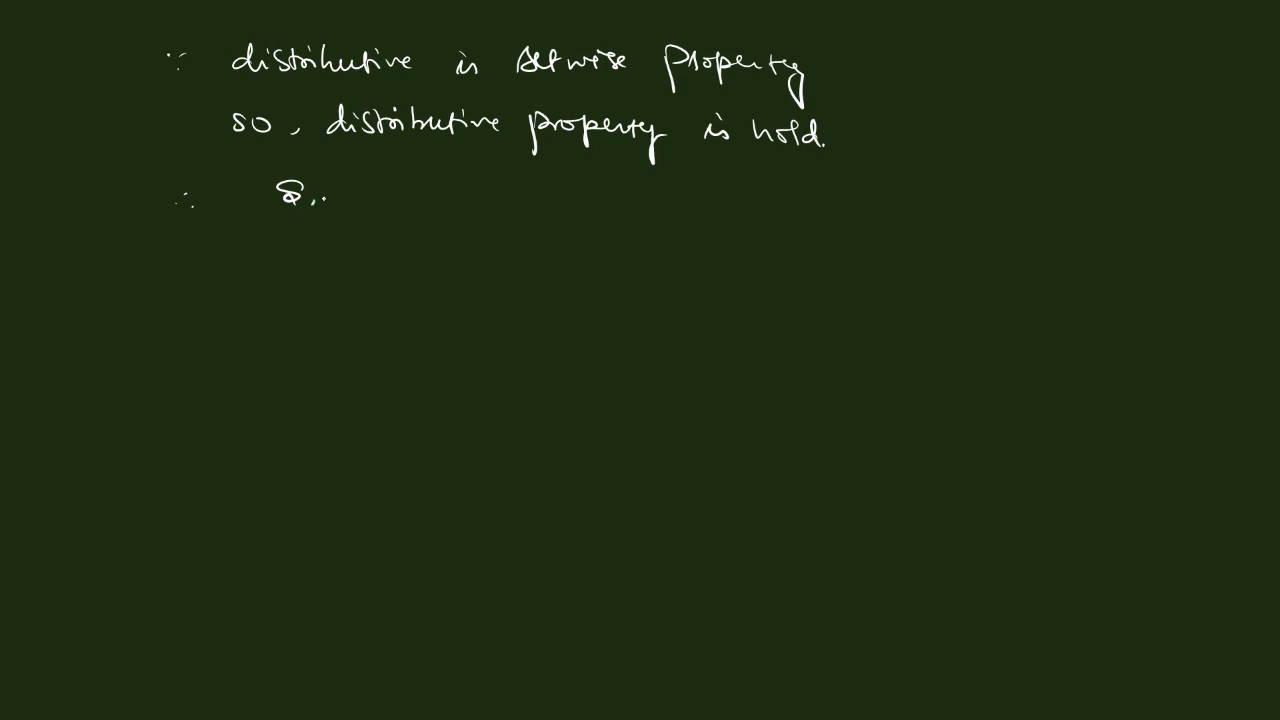 ∵ distributive is setwise property
so, distributive property is hold.
∴ S,